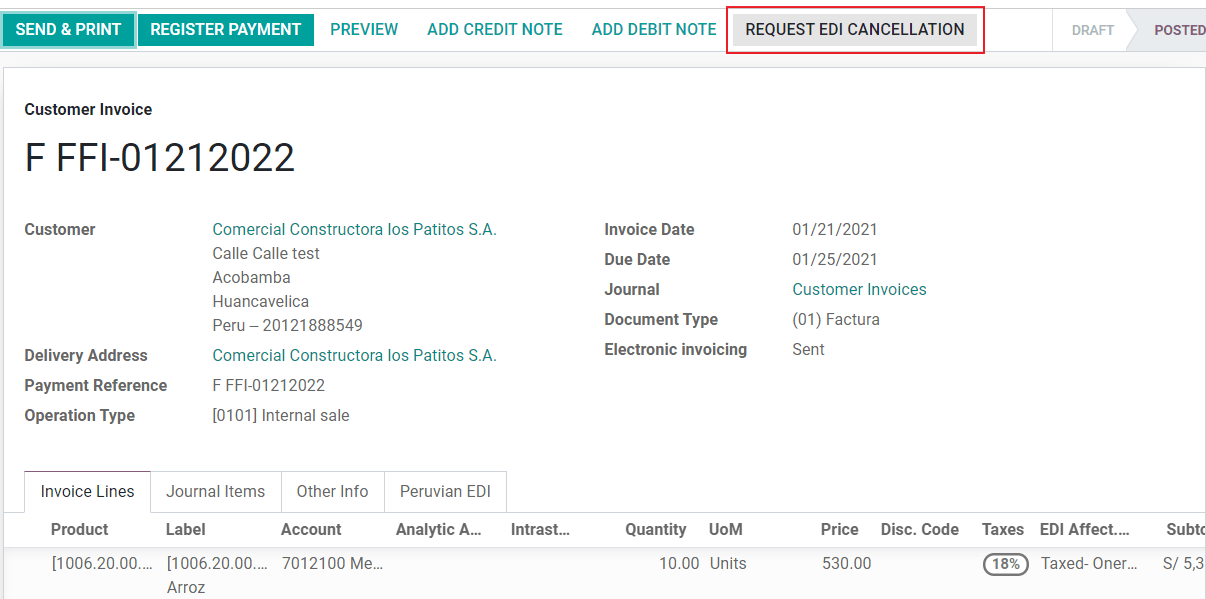 SEND & PRINT REGISTER PAYMENT PREVIEW ADD CREDIT NOTE ADD DEBIT NOTE REQUEST EDI CANCELLATION DRAFT POSTED
Customer Invoice
F FFI-01212022
Customer Comercial Constructora los Patitos S.A. Invoice Date 01/21/2021
Calle Calle test Due Date 01/25/2021
Acobamba Journal Customer Invoices
Huancavelica Document Type (01) Factura
Peru – 20121888549 Electronic invoicing Sent
Delivery Address Comercial Constructora los Patitos S.A.
Payment Reference F FFI-01212022
Operation Type [0101] Internal sale
Invoice Lines Journal Items Other Info Peruvian EDI
Product Label Account Analytic A... Intrast... Quantity UoM Price Disc. Code Taxes EDI Affect.... Subto
[1006.20.00.... [1006.20.00.... 7012100 Me... 10.00 Units 530.00 18% Taxed- Oner... S/ 5,3
Arroz